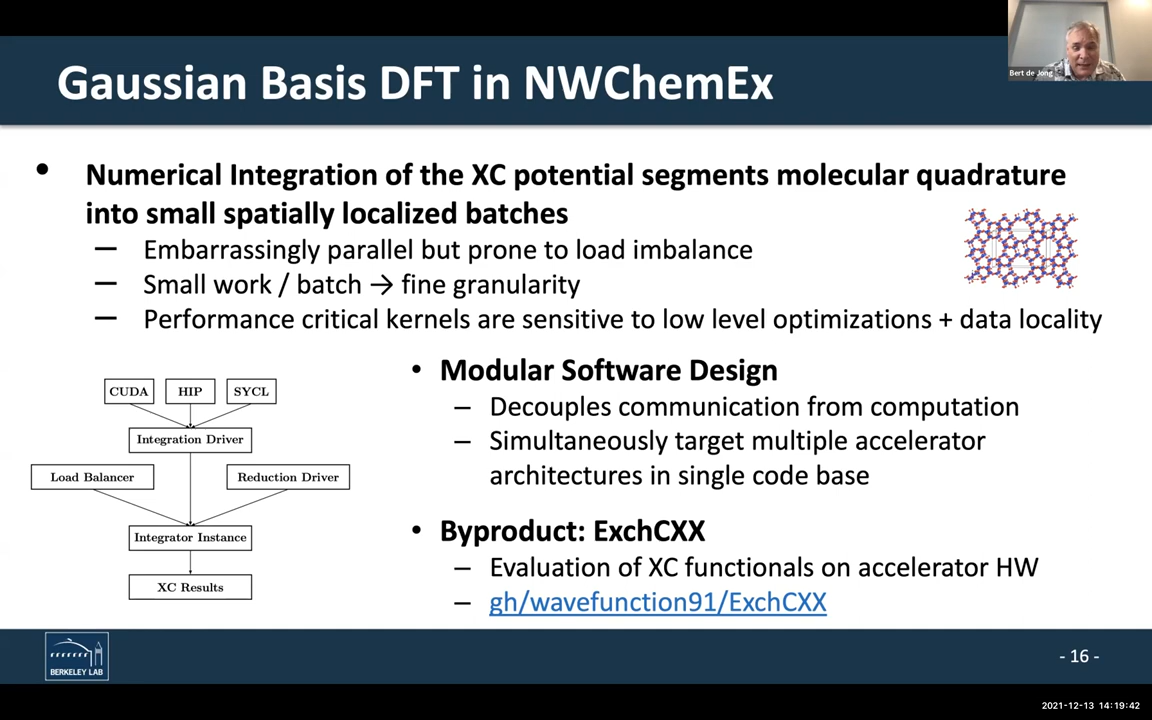 Bert de Jong
Gaussian Basis DFT in NWChemEx
• Numerical Integration of the XC potential segments molecular quadrature
into small spatially localized batches
– Embarrassingly parallel but prone to load imbalance
– Small work / batch → fine granularity
– Performance critical kernels are sensitive to low level optimizations + data locality
CUDA HIP SYCL
Integration Driver
Load Balancer Reduction Driver
Integrator Instance
XC Results
• Modular Software Design
– Decouples communication from computation
– Simultaneously target multiple accelerator
architectures in single code base
• Byproduct: ExchCXX
– Evaluation of XC functionals on accelerator HW
– gh/wavefunction91/ExchCXX
BERKELEY LAB
- 16 -
2021-12-13 14:19:42